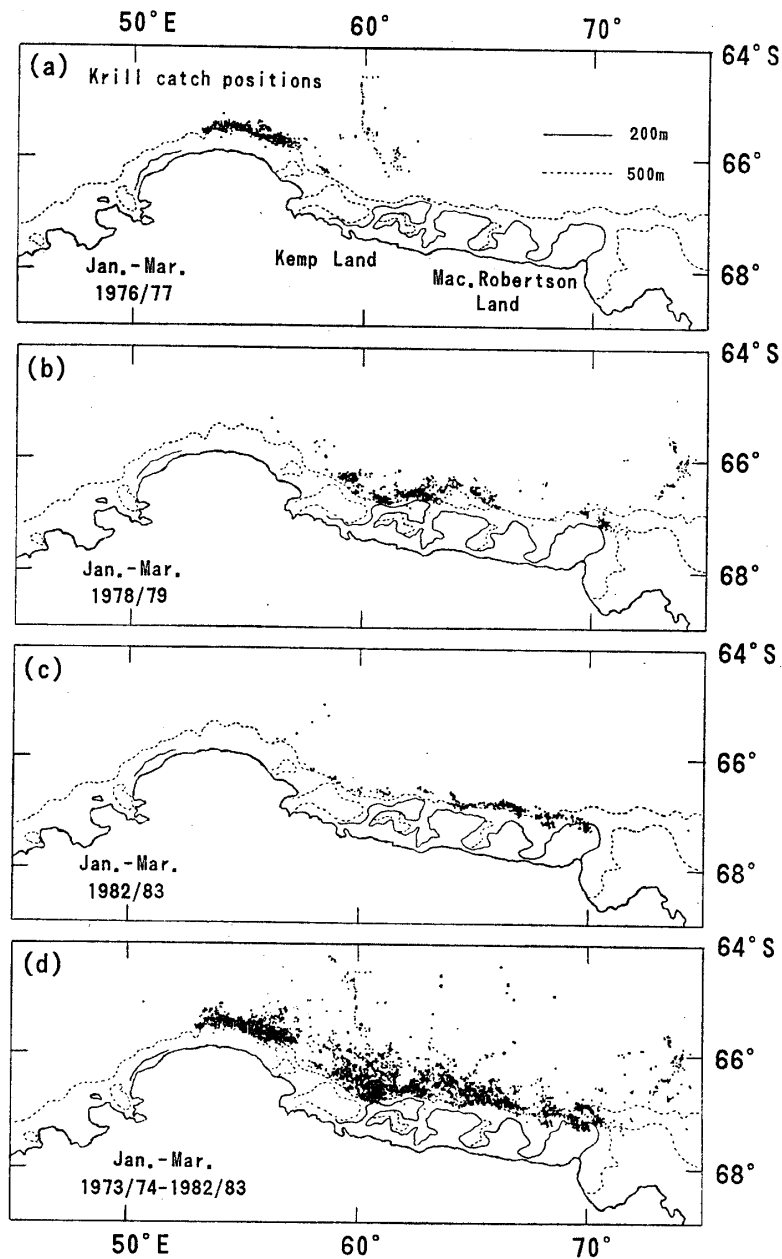 50°E 60° 70°
64°S
(a) Krill catch positions
200m
66°
500m
Kemp Land
Jan.-Mar.
1976/77
Mac.Robertson
Land
68°
64°S
(b)
66°
Jan.-Mar.
1978/79
68°
64°S
(c)
66°
Jan.-Mar.
1982/83
68°
64°S
(d)
66°
Jan.-Mar.
1973/74-1982/83
68°
50°E 60° 70°